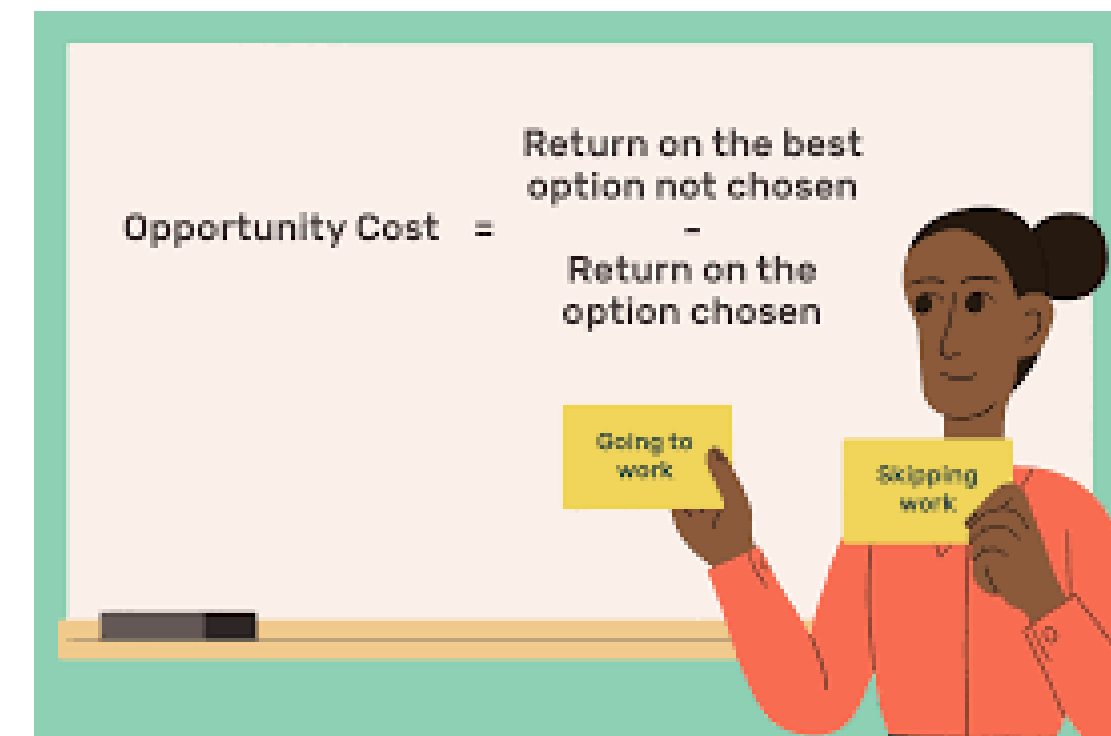 Return on the best
option not chosen
Opportunity Cost = -
Return on the
option chosen
Going to
work
Skipping
work